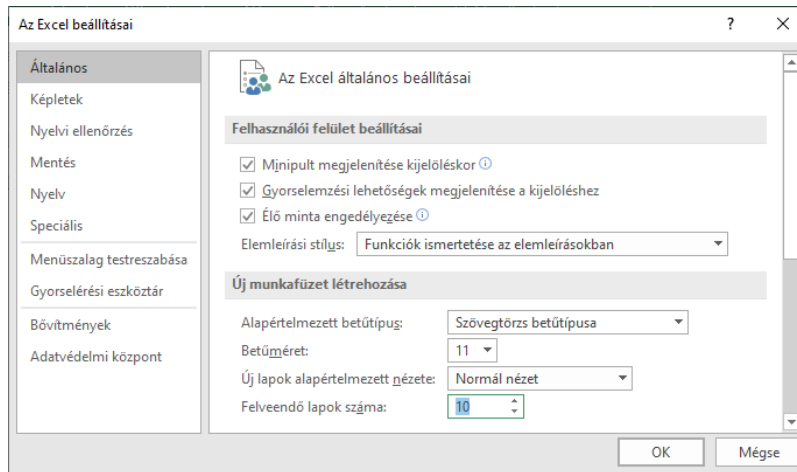 Az Excel beállításai
?
Általános
Képletek
Nyelvi ellenőrzés
Mentés
Nyelv
Speciális
Menüszalag testreszabása
Gyorselérési eszköztár
Bővítmények
Adatvédelmi központ
Az Excel általános beállításai
Felhasználói felület beállításai
Minipult megjelenítése kijelöléskor
Gyorselemzési lehetőségek megjelenítése a kijelöléshez
Élő minta engedélyezése
Elemleírási stílus: Funkciók ismertetése az elemleírásokban
Új munkafüzet létrehozása
Alapértelmezett betűtípus: Szövegtörzs betűtípusa
Betűméret: 11
Új lapok alapértelmezett nézete: Normál nézet
Felveendő lapok száma: 10
OK Mégse